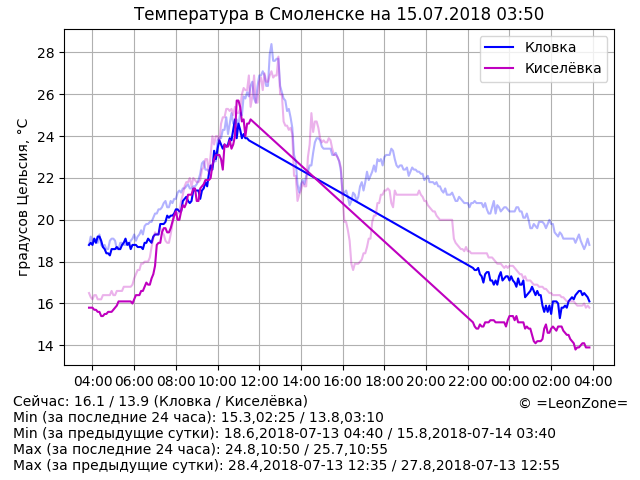 Температура в Смоленске на 15.07.2018 03:50
Кловка
Киселёвка
градусов Цельсия, °C
28
26
24
22
20
18
16
14
04:00 06:00 08:00 10:00 12:00 14:00 16:00 18:00 20:00 22:00 00:00 02:00 04:00
Сейчас: 16.1 / 13.9 (Кловка / Киселёвка)
© =LeonZone=
Min (за последние 24 часа): 15.3,02:25 / 13.8,03:10
Min (за предыдущие сутки): 18.6,2018-07-13 04:40 / 15.8,2018-07-14 03:40
Max (за последние 24 часа): 24.8,10:50 / 25.7,10:55
Max (за предыдущие сутки): 28.4,2018-07-13 12:35 / 27.8,2018-07-13 12:55